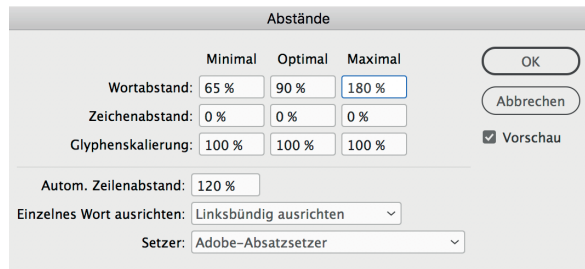 Abstände
Minimal Optimal Maximal
Wortabstand: 65 % 90 % 180 %
Zeichenabstand: 0 % 0 % 0 %
Glyphenskalierung: 100 % 100 % 100 %
Autom. Zeilenabstand: 120 %
Einzelnes Wort ausrichten: Linksbündig ausrichten
Setzer: Adobe-Absatzsetzer
OK
Abbrechen
Vorschau